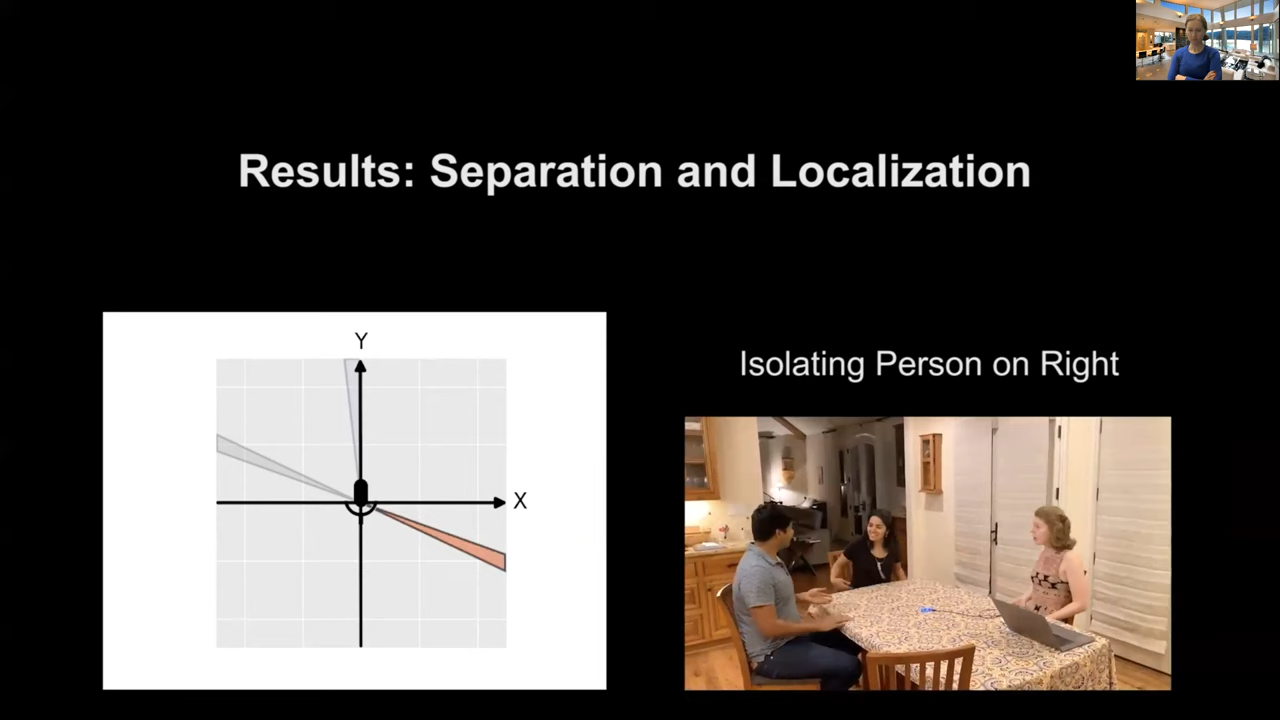 Results: Separation and Localization
Y
X
Isolating Person on Right